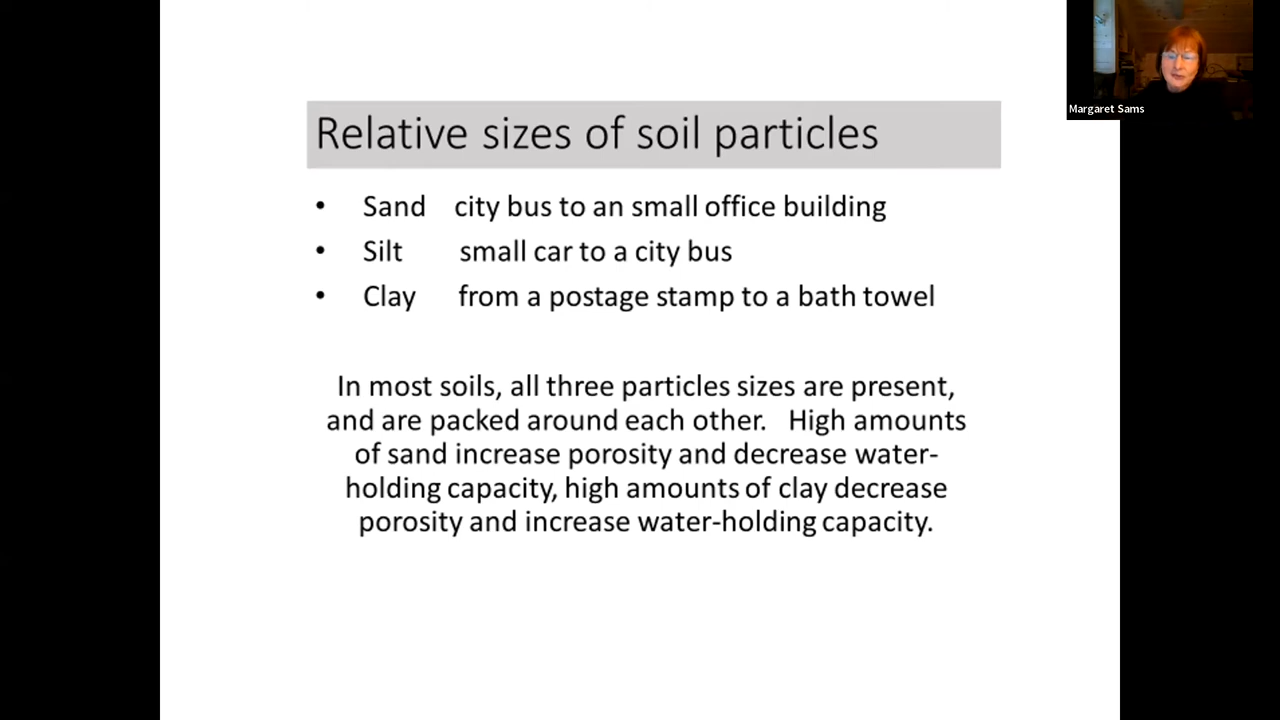 Margaret Sams
Relative sizes of soil particles
• Sand city bus to an small office building
• Silt small car to a city bus
• Clay from a postage stamp to a bath towel
In most soils, all three particles sizes are present,
and are packed around each other. High amounts
of sand increase porosity and decrease water-
holding capacity, high amounts of clay decrease
porosity and increase water-holding capacity.